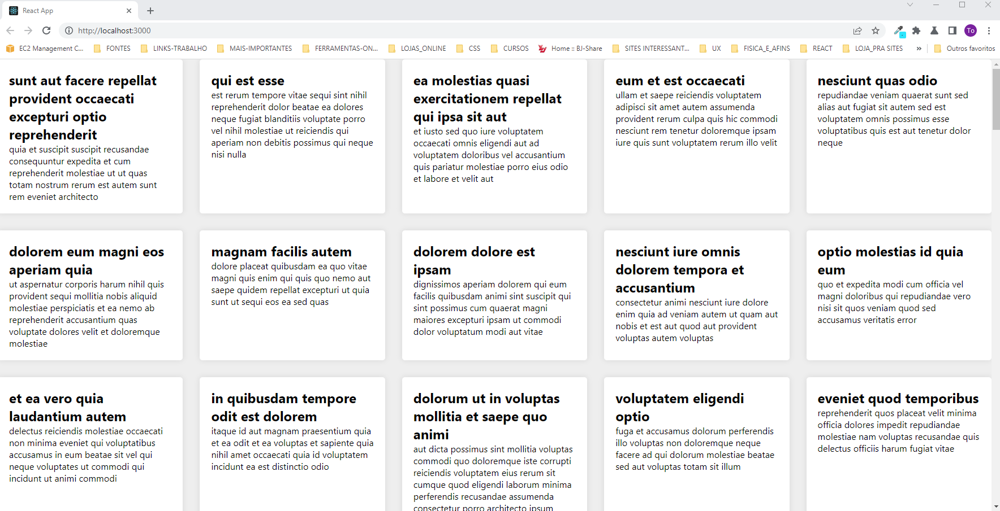 React App
http://localhost:3000
To
EC2 Management C...
FONTES
LINKS-TRABALHO
MAIS-IMPORTANTES
FERRAMENTAS-ON...
LOJAS_ONLINE
CSS
CURSOS
Home :: BJ-Share
SITES INTERESSANT...
UX
FISICA_E_AFINS
REACT
LOJA_PRA SITES
»
Outros favoritos
sunt aut facere repellat
provident occaecati
excepturi optio
reprehenderit
quia et suscipit suscipit recusandae
consequuntur expedita et cum
reprehenderit molestiae ut ut quas
totam nostrum rerum est autem sunt
rem eveniet architecto
qui est esse
est rerum tempore vitae sequi sint nihil
reprehenderit dolor beatae ea dolores
neque fugiat blanditiis voluptate porro
vel nihil molestiae ut reiciendis qui
aperiam non debitis possimus qui neque
nisi nulla
ea molestias quasi
exercitationem repellat
qui ipsa sit aut
et iusto sed quo iure voluptatem
occaecati omnis eligendi aut ad
voluptatem doloribus vel accusantium
quis pariatur molestiae porro eius odio
et labore et velit aut
eum et est occaecati
ullam et saepe reiciendis voluptatem
adipisci sit amet autem assumenda
provident rerum culpa quis hic commodi
nesciunt rem tenetur doloremque ipsam
iure quis sunt voluptatem rerum illo velit
nesciunt quas odio
repudiandae veniam quaerat sunt sed
alias aut fugiat sit autem sed est
voluptatem omnis possimus esse
voluptatibus quis est aut tenetur dolor
neque
dolorem eum magni eos
aperiam quia
ut aspernatur corporis harum nihil quis
provident sequi mollitia nobis aliquid
molestiae perspiciatis et ea nemo ab
reprehenderit accusantium quas
voluptate dolores velit et doloremque
molestiae
magnam facilis autem
dolore placeat quibusdam ea quo vitae
magni quis enim qui quis quo nemo aut
saepe quidem repellat excepturi ut quia
sunt ut sequi eos ea sed quas
dolorem dolore est
ipsam
dignissimos aperiam dolorem qui eum
facilis quibusdam animi sint suscipit qui
sint possimus cum quaerat magni
maiores excepturi ipsam ut commodi
dolor voluptatum modi aut vitae
nesciunt iure omnis
dolorem tempora et
accusantium
consectetur animi nesciunt iure dolore
enim quia ad veniam autem ut quam aut
nobis et est aut quod aut provident
voluptas autem voluptas
optio molestias id quia
eum
quo et expedita modi cum officia vel
magni doloribus qui repudiandae vero
nisi sit quos veniam quod sed
accusamus veritatis error
et ea vero quia
laudantium autem
delectus reiciendis molestiae occaecati
non minima eveniet qui voluptatibus
accusamus in eum beatae sit vel qui
neque voluptates ut commodi qui
incidunt ut animi commodi
in quibusdam tempore
odit est dolorem
itaque id aut magnam praesentium quia
et ea odit et ea voluptas et sapiente quia
nihil amet occaecati quia id voluptatem
incidunt ea est distinctio odio
dolorum ut in voluptas
mollitia et saepe quo
animi
aut dicta possimus sint mollitia voluptas
commodi quo doloremque iste corrupti
reiciendis voluptatem eius rerum sit
cumque quod eligendi laborum minima
perferendis recusandae assumenda
consectetur porro architecto ipsum
voluptatem eligendi
optio
fuga et accusamus dolorum perferendis
illo voluptas non doloremque neque
facere ad qui dolorum molestiae beatae
sed aut voluptas totam sit illum
eveniet quod temporibus
reprehenderit quos placeat velit minima
officia dolores impedit repudiandae
molestiae nam voluptas recusandae quis
delectus officiis harum fugiat vitae